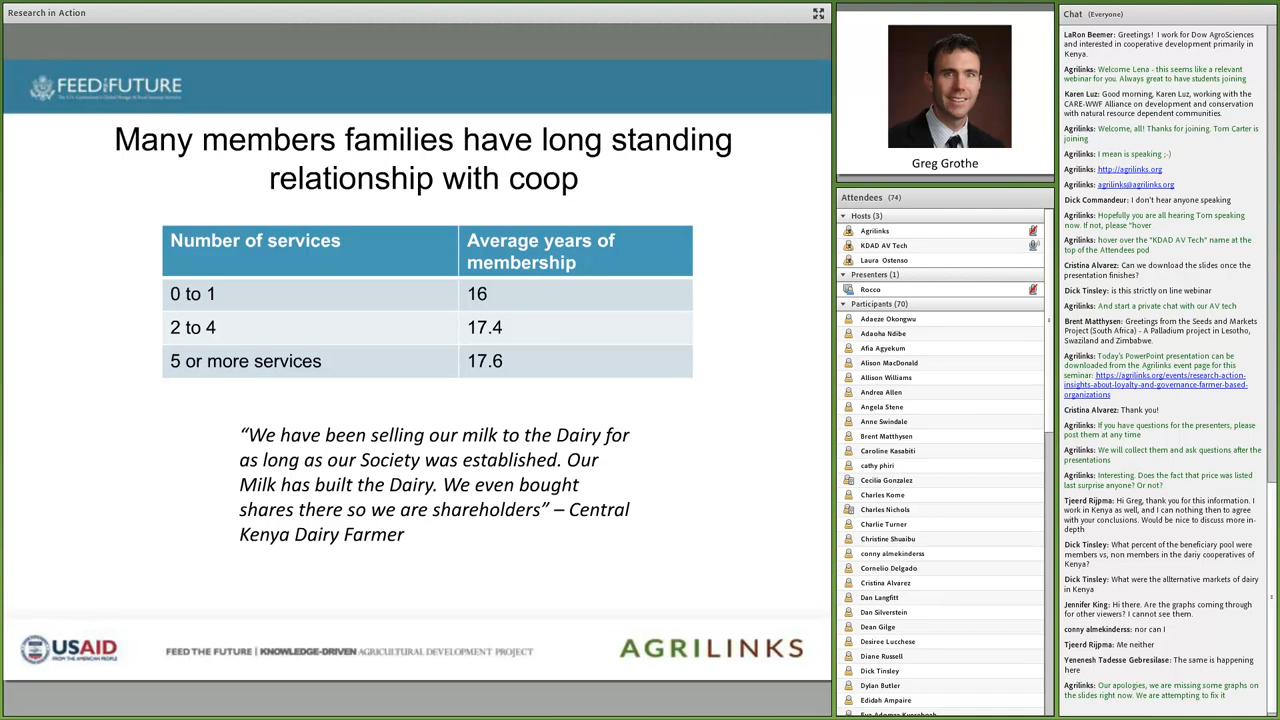 Research in Action
FEED THE FUTURE
Many members families have long standing
relationship with coop
Number of services
Average years of
membership
0 to 1
16
2 to 4
17.4
5 or more services
17.6
“We have been selling our milk to the Dairy for
as long as our Society was established. Our
Milk has built the Dairy. We even bought
shares there so we are shareholders” – Central
Kenya Dairy Farmer
USAID
FROM THE AMERICAN PEOPLE
FEED THE FUTURE | KNOWLEDGE-DRIVEN AGRICULTURAL DEVELOPMENT PROJECT
AGRILINKS
Greg Grothe
Attendees (74)
Hosts (3)
Agrilinks
KDAD AV Tech
Laura Ostenso
Presenters (1)
Rocco
Participants (70)
Adaeze Okongwu
Adaoha Ndibe
Afia Agyekum
Alison MacDonald
Allison Williams
Andrea Allen
Angela Stene
Anne Swindale
Brent Matthysen
Caroline Kasabiti
cathy phiri
Cecilia Gonzalez
Charles Kome
Charles Nichols
Charlie Turner
Christine Shuaibu
conny almekinderss
Cornelio Delgado
Cristina Alvarez
Dan Langfitt
Dan Silverstein
Dean Gilge
Desiree Lucchese
Diane Russell
Dick Tinsley
Dylan Butler
Edidah Ampaire
Chat (Everyone)
LaRon Beemer: Greetings! I work for Dow AgroSciences
and interested in cooperative development primarily in
Kenya.
Agrilinks: Welcome Lena - this seems like a relevant
webinar for you. Always great to have students joining
Karen Luz: Good morning, Karen Luz, working with the
CARE-WWF Alliance on development and conservation
with natural resource dependent communities.
Agrilinks: Welcome, all! Thanks for joining. Tom Carter is
joining
Agrilinks: I mean is speaking ;-)
Agrilinks: http://agrilinks.org
Agrilinks: agrilinks@agrilinks.org
Dick Commandeur: I don't hear anyone speaking
Agrilinks: Hopefully you are all hearing Tom speaking
now. If not, please "hover
Agrilinks: hover over the "KDAD AV Tech" name at the
top of the Attendees pod
Cristina Alvarez: Can we download the slides once the
presentation finishes?
Dick Tinsley: is this strictly on line webinar
Agrilinks: And start a private chat with our AV tech
Brent Matthysen: Greetings from the Seeds and Markets
Project (South Africa) - A Palladium project in Lesotho,
Swaziland and Zimbabwe.
Agrilinks: Today's PowerPoint presentation can be
downloaded from the Agrilinks event page for this
seminar: https://agrilinks.org/events/research-action-
insights-about-loyalty-and-governance-farmer-based-
organizations
Cristina Alvarez: Thank you!
Agrilinks: If you have questions for the presenters, please
post them at any time
Agrilinks: We will collect them and ask questions after the
presentations
Agrilinks: Interesting. Does the fact that price was listed
last surprise anyone? Or not?
Tjeerd Rijpma: Hi Greg, thank you for this information. I
work in Kenya as well, and I can nothing then to agree
with your conclusions. Would be nice to discuss more in-
depth
Dick Tinsley: What percent of the beneficiary pool were
members vs, non members in the dariy cooperatives of
Kenya?
Dick Tinsley: What were the allternative markets of dairy
in Kenya
Jennifer King: Hi there. Are the graphs coming through
for other viewers? I cannot see them.
conny almekinderss: nor can I
Tjeerd Rijpma: Me neither
Yenenesh Tadesse Gebresilase: The same is happening
here
Agrilinks: Our apologies, we are missing some graphs on
the slides right now. We are attempting to fix it